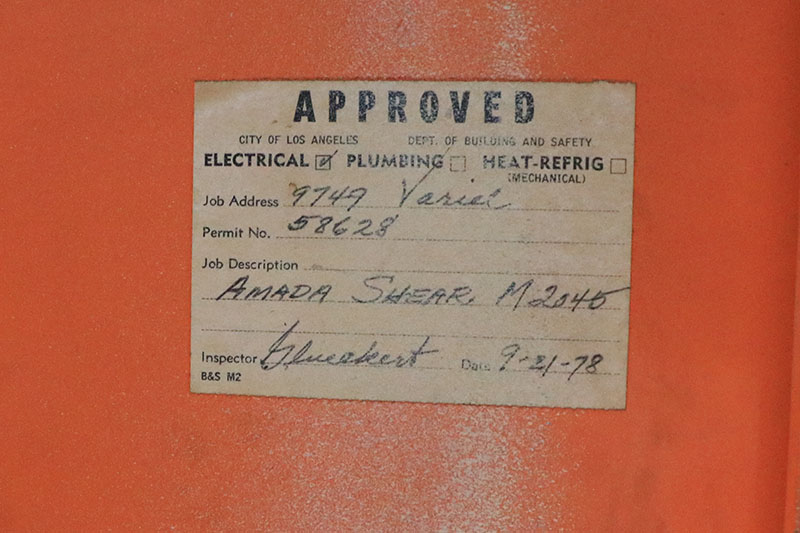 APPROVED
CITY OF LOS ANGELES DEPT. OF BUILDING AND SAFETY
ELECTRICAL PLUMBING HEAT-REFRIG
(MECHANICAL)
Job Address 9749 Variel
Permit No. 58628
Job Description
AMADA SHEAR. M2045
Inspector Date 9-21-78
B&S M2